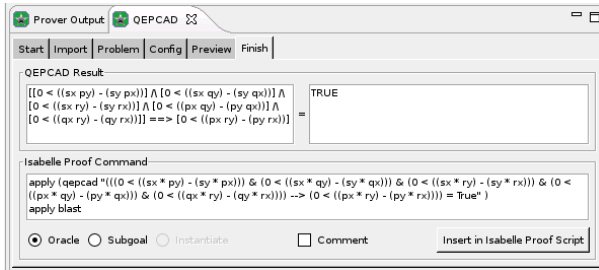 Prover Output QEPCAD
Start Import Problem Config Preview Finish
QEPCAD Result
[[0 < ((sx py) - (sy px))] /\ [0 < ((sx qy) - (sy qx))] /\
[0 < ((sx ry) - (sy rx))] /\ [0 < ((px qy) - (py qx))] /\
[0 < ((qx ry) - (qy rx))]] ==> [0 < ((px ry) - (py rx))]
=
TRUE
Isabelle Proof Command
apply (qepcad "(((0 < ((sx * py) - (sy * px))) & (0 < ((sx * qy) - (sy * qx))) & (0 < ((sx * ry) - (sy * rx))) & (0 <
((px * qy) - (py * qx))) & (0 < ((qx * ry) - (qy * rx)))) --> (0 < ((px * ry) - (py * rx)))) = True" )
apply blast
Oracle Subgoal Instantiate Comment Insert in Isabelle Proof Script